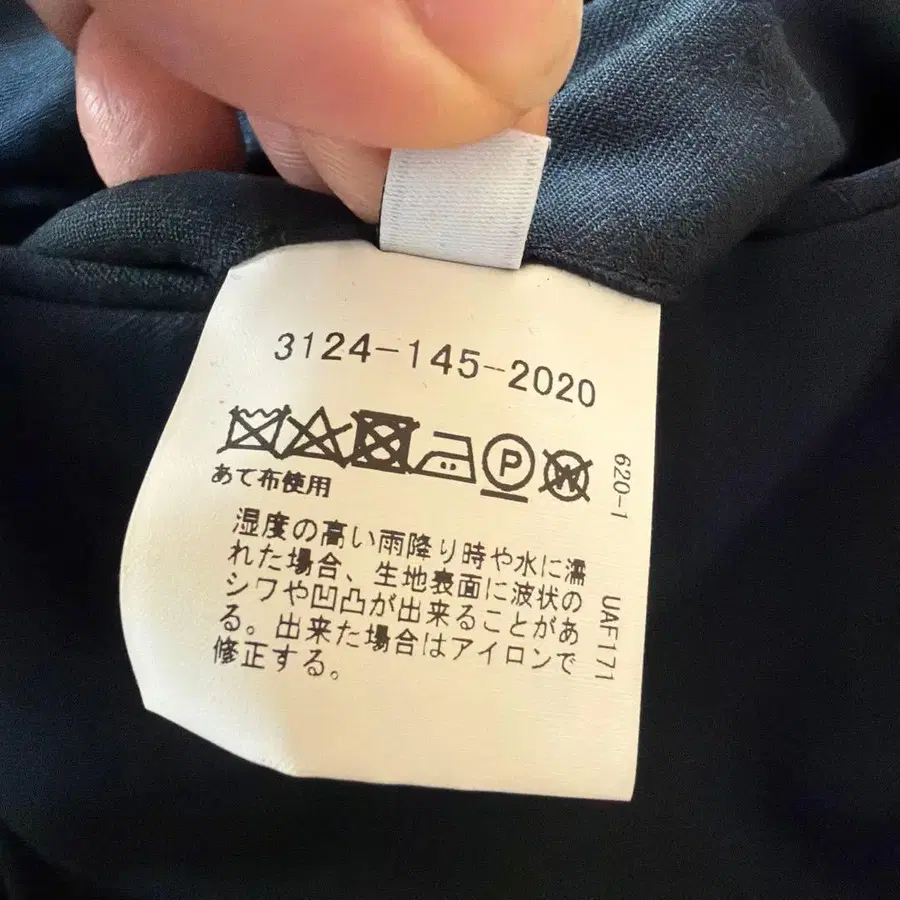 3124-145-2020
P W
あて布使用
湿度の高い雨降り時や水に濡
れた場合、生地表面に波状の
シワや凹凸が出来ることがあ
る。出来た場合はアイロンで
修正する。
620-1
UAF171